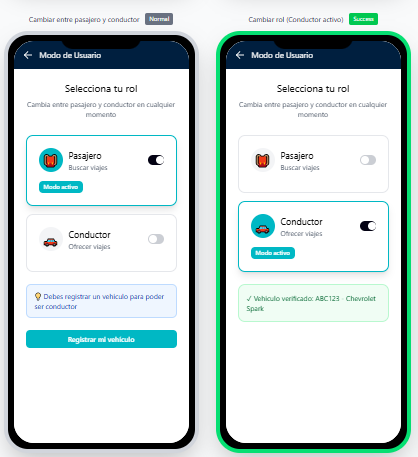 Cambiar entre pasajero y conductor Normal
← Modo de Usuario
Selecciona tu rol
Cambia entre pasajero y conductor en cualquier
momento
Pasajero
Buscar viajes
Modo activo
Conductor
Ofrecer viajes
💡 Debes registrar un vehículo para poder
ser conductor
Registrar mi vehículo
Cambiar rol (Conductor activo) Success
← Modo de Usuario
Selecciona tu rol
Cambia entre pasajero y conductor en cualquier
momento
Pasajero
Buscar viajes
Conductor
Ofrecer viajes
Modo activo
✓ Vehículo verificado: ABC123 - Chevrolet
Spark